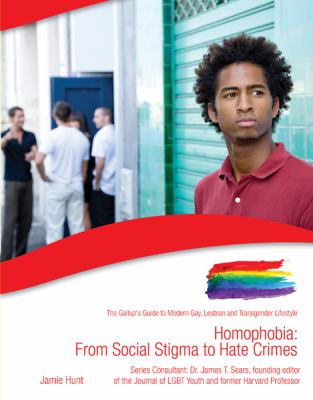 The Gallup's Guide to Modern Gay, Lesbian and Transgender Lifestyle
Homophobia:
From Social Stigma to Hate Crimes
Series Consultant: Dr. James T. Sears, founding editor
of the Journal of LGBT Youth and former Harvard Professor
Jamie Hunt